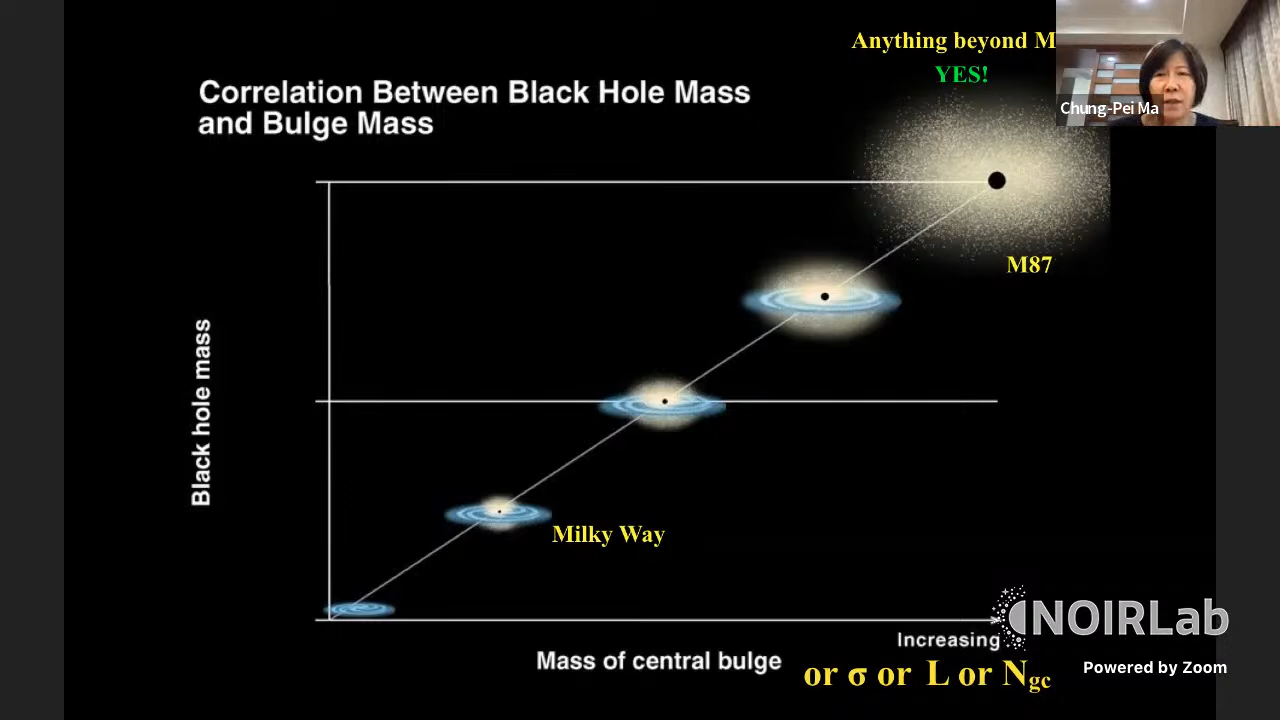 Anything beyond M
YES!
Chung-Pei Ma
Correlation Between Black Hole Mass
and Bulge Mass
M87
Black hole mass
Milky Way
Increasing
Mass of central bulge
or σ or L or Ngc
NOIRLab
Powered by Zoom